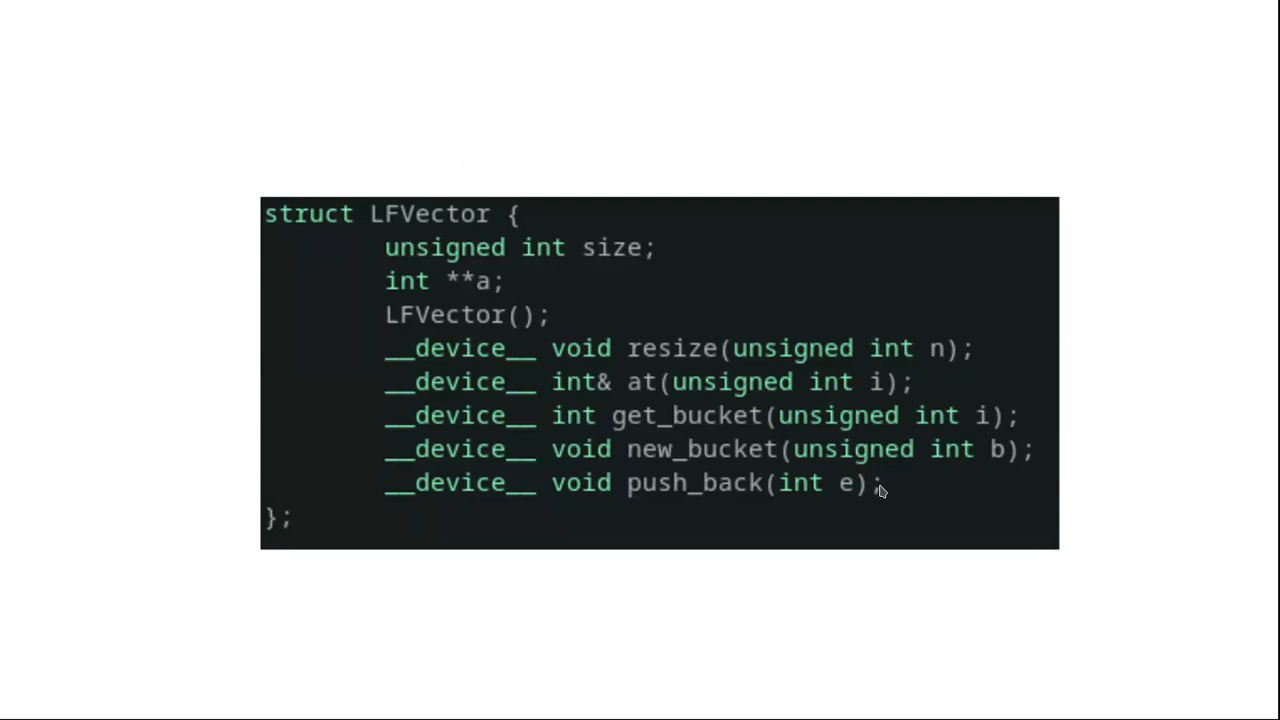 struct LFVector {
unsigned int size;
int **a;
LFVector();
__device__ void resize(unsigned int n);
__device__ int& at(unsigned int i);
__device__ int get_bucket(unsigned int i);
__device__ void new_bucket(unsigned int b);
__device__ void push_back(int e);
};